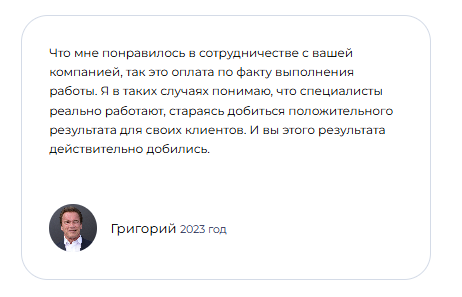 Что мне понравилось в сотрудничестве с вашей
компанией, так это оплата по факту выполнения
работы. Я в таких случаях понимаю, что специалисты
реально работают, стараясь добиться положительного
результата для своих клиентов. И вы этого результата
действительно добились.
Григорий 2023 год